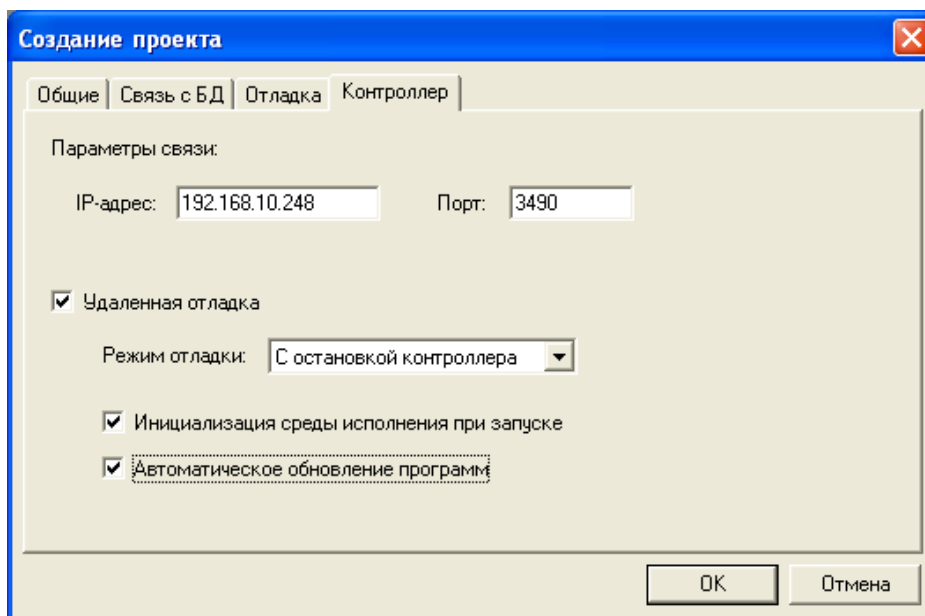 Создание проекта
Общие Связь с БД Отладка Контроллер
Параметры связи:
IP-адрес: 192.168.10.248 Порт: 3490
Удаленная отладка
Режим отладки: С остановкой контроллера
Инициализация среды исполнения при запуске
Автоматическое обновление программ
OK Отмена